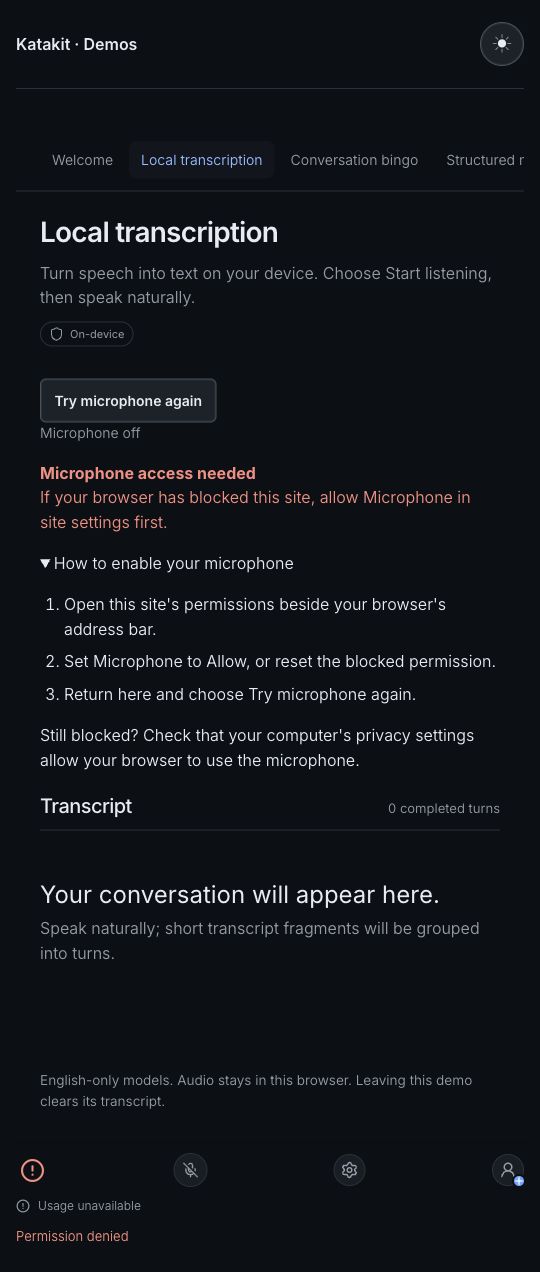 Katakit · Demos
Welcome
Local transcription
Conversation bingo
Structured
Local transcription
Turn speech into text on your device. Choose Start listening,
then speak naturally.
On-device
Try microphone again
Microphone off
Microphone access needed
If your browser has blocked this site, allow Microphone in
site settings first.
How to enable your microphone
1. Open this site's permissions beside your browser's
address bar.
2. Set Microphone to Allow, or reset the blocked permission.
3. Return here and choose Try microphone again.
Still blocked? Check that your computer's privacy settings
allow your browser to use the microphone.
Transcript
0 completed turns
Your conversation will appear here.
Speak naturally; short transcript fragments will be grouped
into turns.
English-only models. Audio stays in this browser. Leaving this demo
clears its transcript.
Usage unavailable
Permission denied